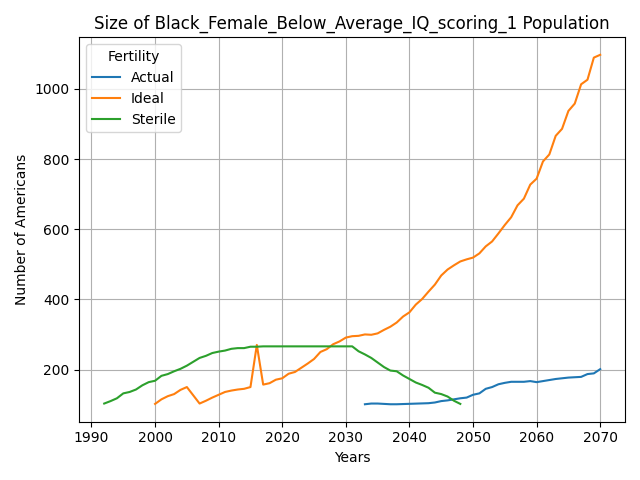 Size of Black_Female_Below_Average_IQ_scoring_1 Population
Fertility
Actual
Ideal
Sterile
Number of Americans
1000
800
600
400
200
1990 2000 2010 2020 2030 2040 2050 2060 2070
Years